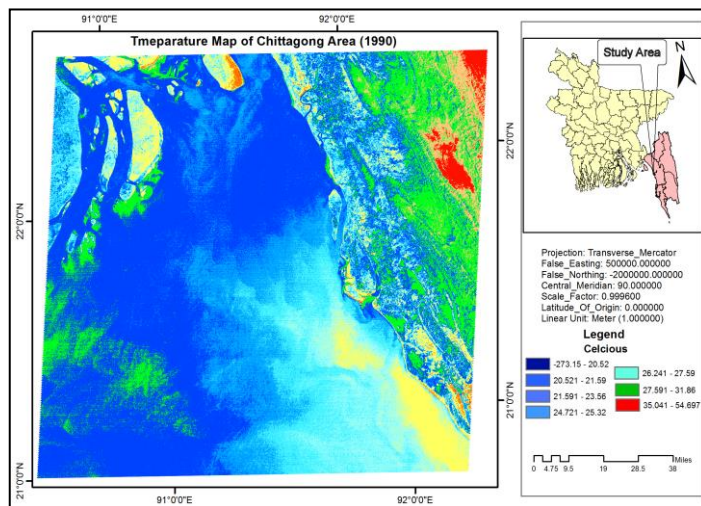 91°0'0"E 92°0'0"E
Tmeparature Map of Chittagong Area (1990)
22°0'0"N
21°0'0"N
22°0'0"N
21°0'0"N
91°0'0"E 92°0'0"E
Study Area
N
Projection: Transverse_Mercator
False_Easting: 500000.000000
False_Northing: -2000000.000000
Central_Meridian: 90.000000
Scale_Factor: 0.999600
Latitude_Of_Origin: 0.000000
Linear Unit: Meter (1.000000)
Legend
Celcious
-273.15 - 20.52
20.521 - 21.59
21.591 - 23.56
24.721 - 25.32
26.241 - 27.59
27.591 - 31.86
35.041 - 54.697
Miles
0 4.75 9.5 19 28.5 38